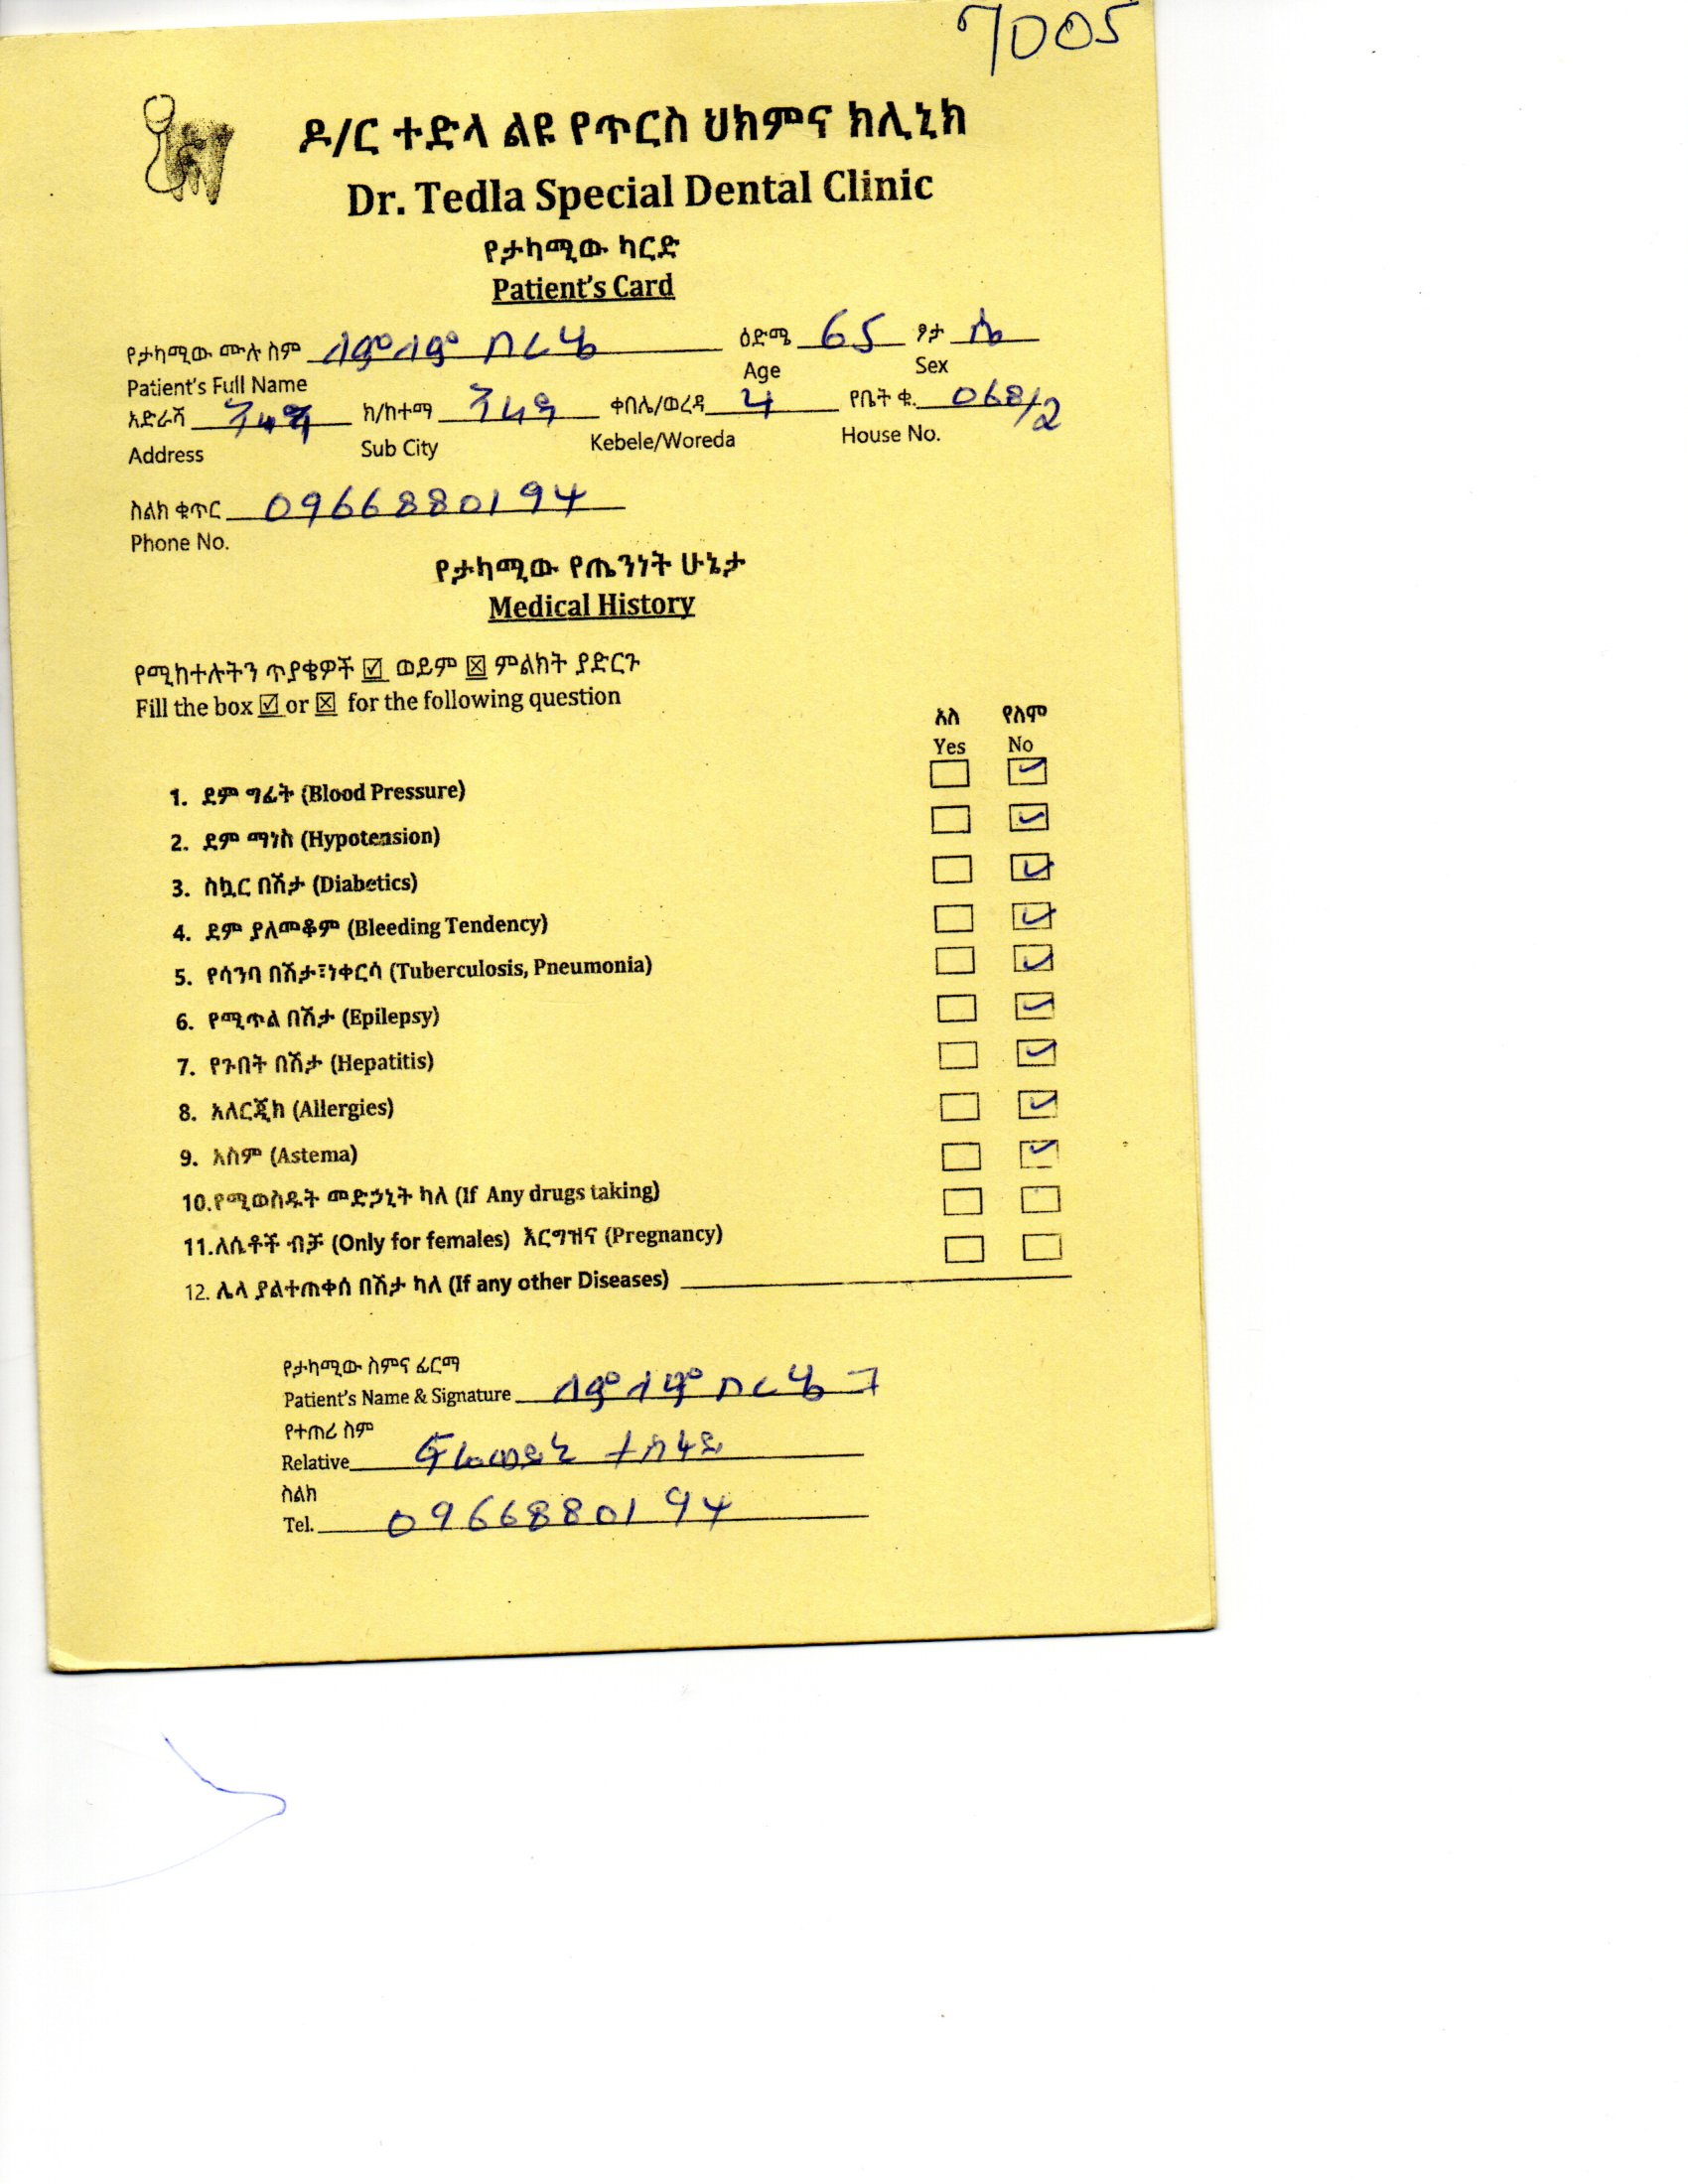 7005
ዶ/ር ተድላ ልዩ የጥርስ ህክምና ክሊኒክ
Dr. Tedla Special Dental Clinic
የታካሚው ካርድ
Patient's Card
የታካሚው ሙሉ ስም ለምለም በርሄ ዕድሜ 65 ፆታ ሴ
Patient's Full Name Age Sex
አድራሻ ክ/ከተማ ቀበሌ/ወረዳ 4 የቤት ቁ. 068/2
Address Sub City Kebele/Woreda House No.
ስልክ ቁጥር 0966880194
Phone No.
የታካሚው የጤንነት ሁኔታ
Medical History
የሚከተሉትን ጥያቄዎች ☑ ወይም ☒ ምልክት ያድርጉ
Fill the box ☑ or ☒ for the following question
አለ የለም
Yes No
1. ደም ግፊት (Blood Pressure)
2. ደም ማነስ (Hypotension)
3. ስኳር በሽታ (Diabetics)
4. ደም ያለመቆም (Bleeding Tendency)
5. የሳንባ በሽታ፣ነቀርሳ (Tuberculosis, Pneumonia)
6. የሚጥል በሽታ (Epilepsy)
7. የጉበት በሽታ (Hepatitis)
8. አለርጂክ (Allergies)
9. አስም (Astema)
10.የሚወስዱት መድኃኒት ካለ (If Any drugs taking)
11.ለሴቶች ብቻ (Only for females) እርግዝና (Pregnancy)
12. ሌላ ያልተጠቀሰ በሽታ ካለ (If any other Diseases)
የታካሚው ስምና ፊርማ
Patient's Name & Signature ለምለም በርሄ
የተጠሪ ስም
Relative ፍሬወይኒ ተስፋይ
ስልክ
Tel. 0966880194